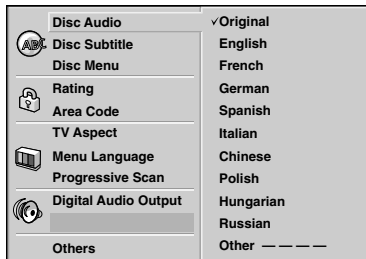 Disc Audio
ABC
Disc Subtitle
Disc Menu
Rating
Area Code
TV Aspect
Menu Language
Progressive Scan
Digital Audio Output
Others
✓Original
English
French
German
Spanish
Italian
Chinese
Polish
Hungarian
Russian
Other — — — —